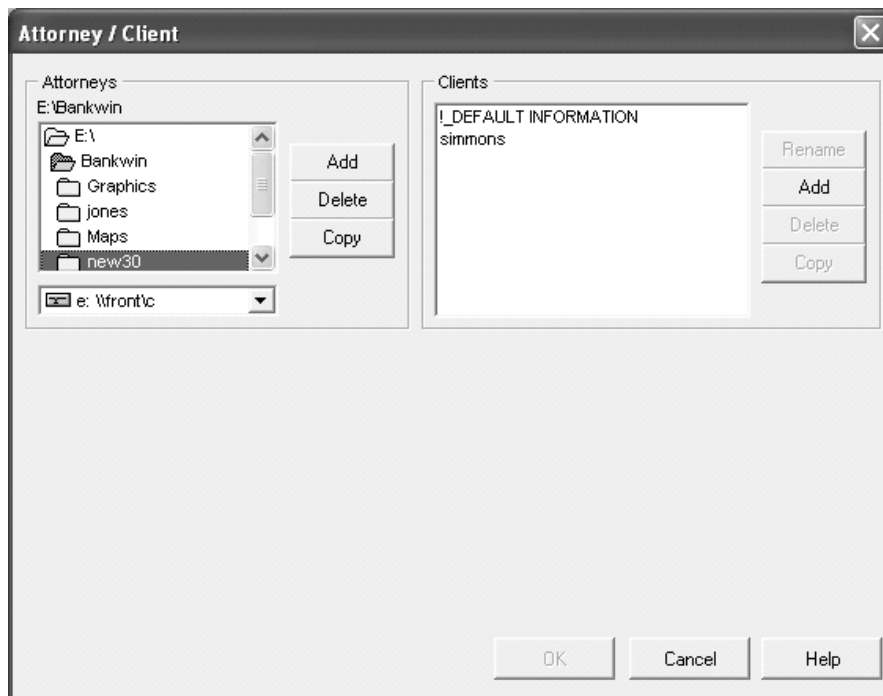 Attorney / Client
Attorneys
E:\Bankwin
E:\
Bankwin
Graphics
jones
Maps
new30
e: \\front\c
Add
Delete
Copy
Clients
!_DEFAULT INFORMATION
simmons
Rename
Add
Delete
Copy
OK
Cancel
Help